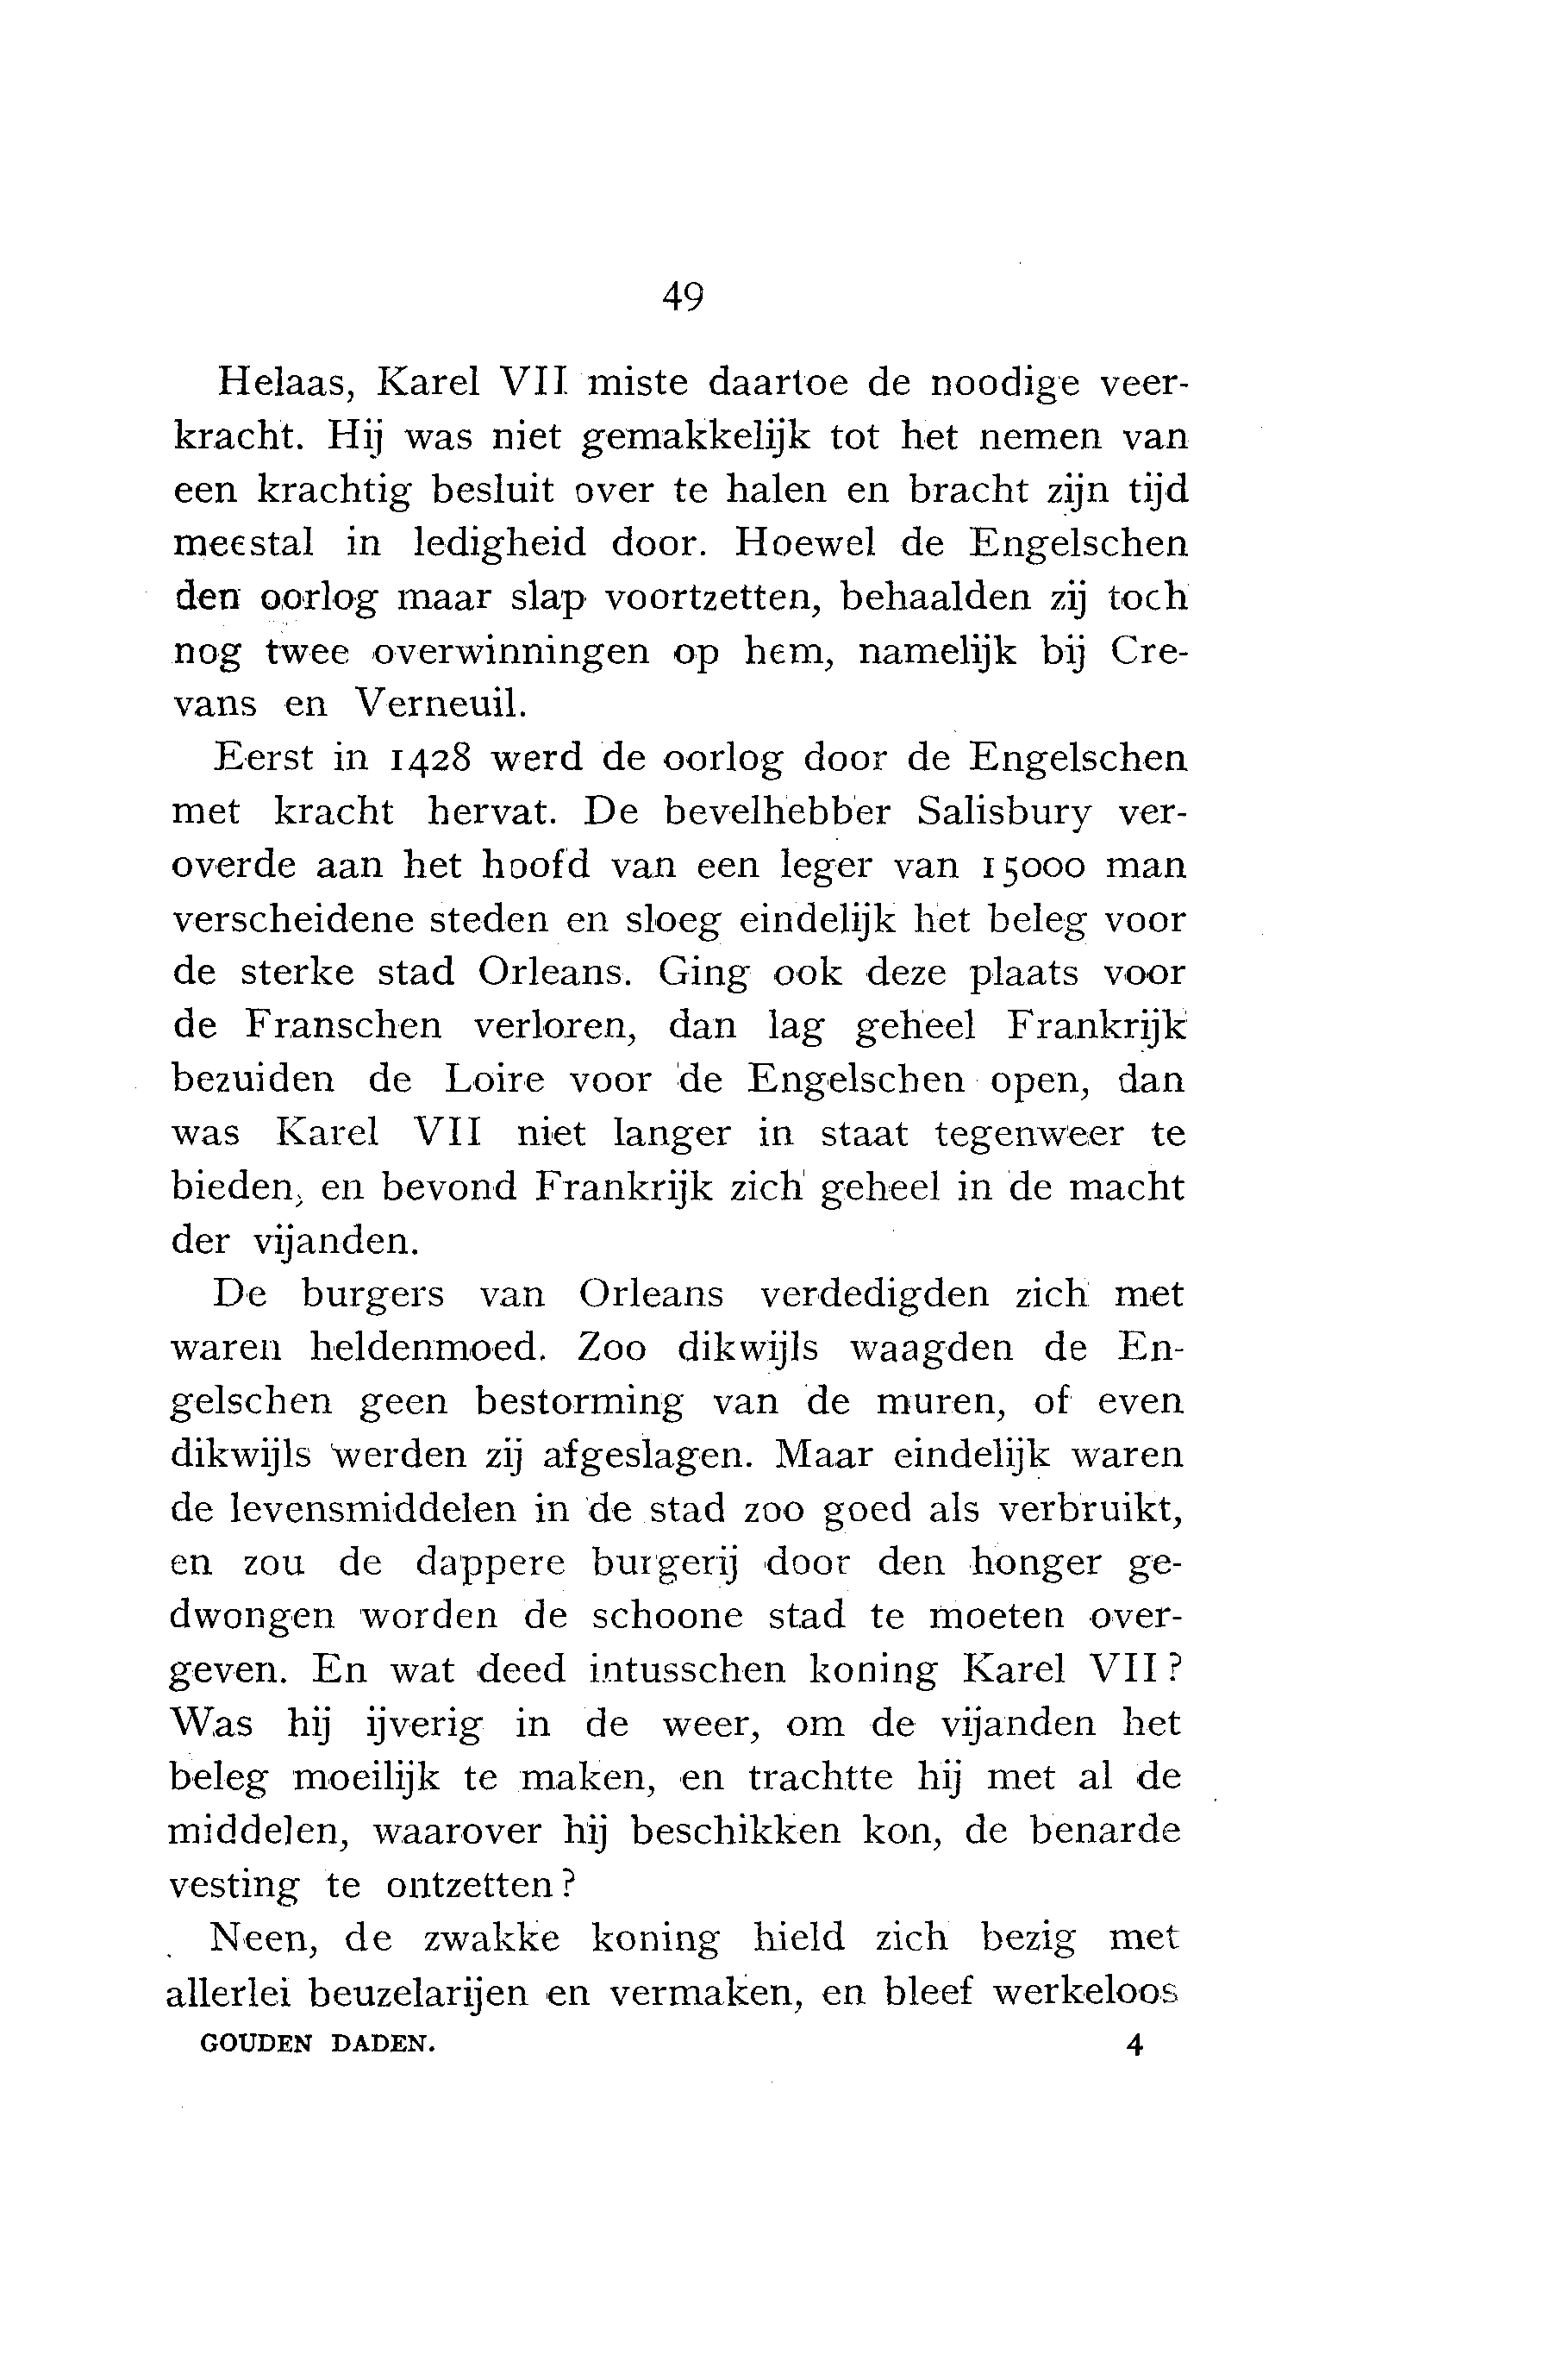 49
Helaas, Karel VII miste daartoe de noodige veer-
kracht. Hij was niet gemakkelijk tot het nemen van
een krachtig besluit over te halen en bracht zijn tijd
meestal in ledigheid door. Hoewel de Engelschen
den oorlog maar slap voortzetten, behaalden zij toch
nog twee overwinningen op hem, namelijk bij Cre-
vans en Verneuil.
Eerst in 1428 werd de oorlog door de Engelschen
met kracht hervat. De bevelhebber Salisbury ver-
overde aan het hoofd van een leger van 15000 man
verscheidene steden en sloeg eindelijk het beleg voor
de sterke stad Orleans. Ging ook deze plaats voor
de Franschen verloren, dan lag geheel Frankrijk
bezuiden de Loire voor de Engelschen open, dan
was Karel VII niet langer in staat tegenweer te
bieden, en bevond Frankrijk zich geheel in de macht
der vijanden.
De burgers van Orleans verdedigden zich met
waren heldenmoed. Zoo dikwijls waagden de En-
gelschen geen bestorming van de muren, of even
dikwijls werden zij afgeslagen. Maar eindelijk waren
de levensmiddelen in de stad zoo goed als verbruikt,
en zou de dappere burgerij door den honger ge-
dwongen worden de schoone stad te moeten over-
geven. En wat deed intusschen koning Karel VII?
Was hij ijverig in de weer, om de vijanden het
beleg moeilijk te maken, en trachtte hij met al de
middelen, waarover hij beschikken kon, de benarde
vesting te ontzetten?
Neen, de zwakke koning hield zich bezig met
allerlei beuzelarijen en vermaken, en bleef werkeloos
GOUDEN DADEN. 4